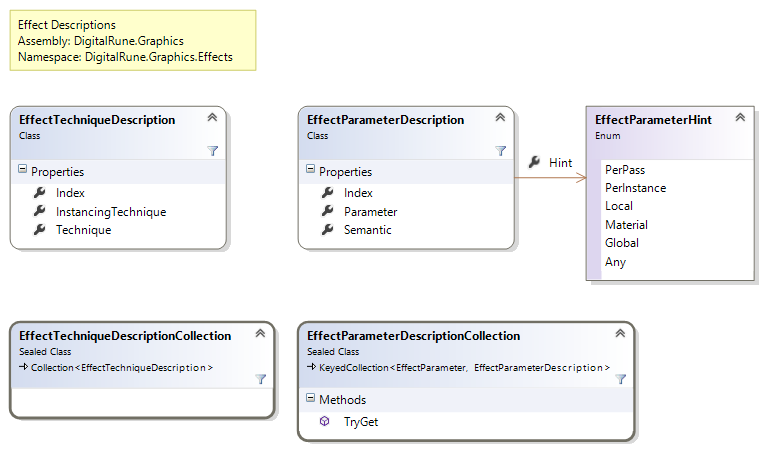 Effect Descriptions
Assembly: DigitalRune.Graphics
Namespace: DigitalRune.Graphics.Effects
EffectTechniqueDescription
Class
Properties
Index
InstancingTechnique
Technique
EffectParameterDescription
Class
Properties
Index
Parameter
Semantic
Hint
EffectParameterHint
Enum
PerPass
PerInstance
Local
Material
Global
Any
EffectTechniqueDescriptionCollection
Sealed Class
Collection<EffectTechniqueDescription>
EffectParameterDescriptionCollection
Sealed Class
KeyedCollection<EffectParameter, EffectParameterDescription>
Methods
TryGet